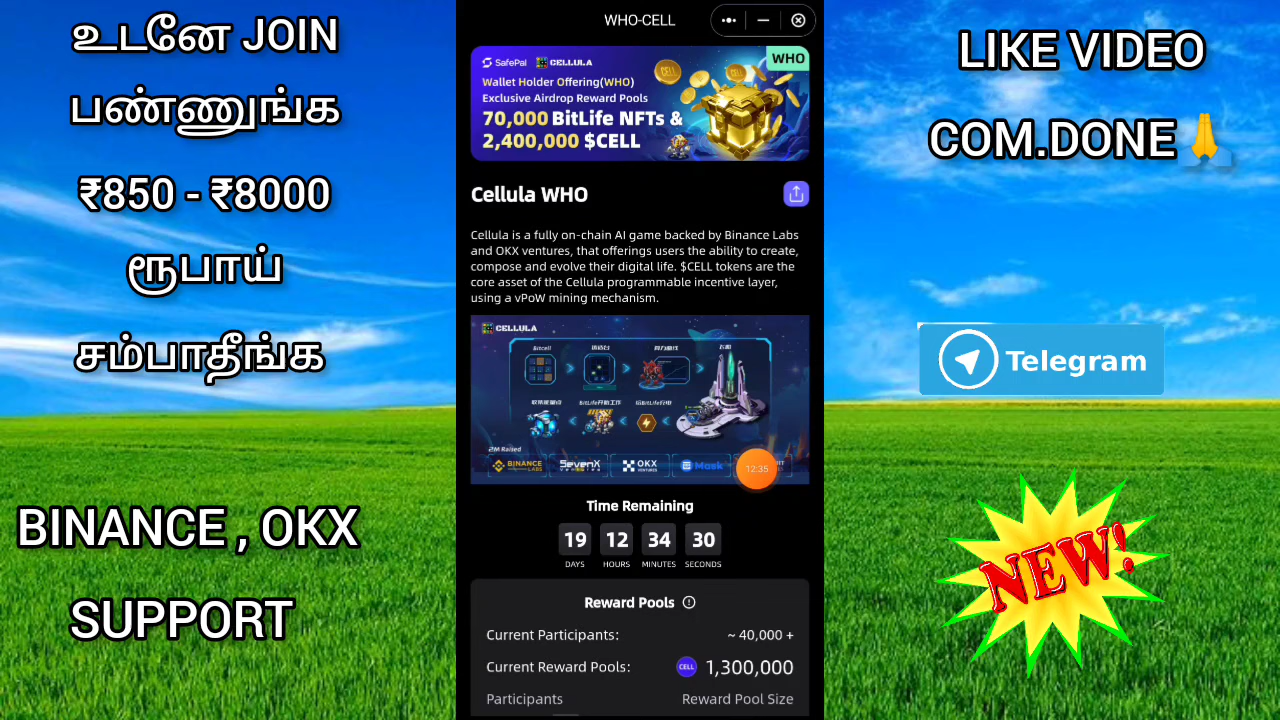 உடனே JOIN
பண்ணுங்க
₹850 - ₹8000
ரூபாய்
சம்பாதீங்க
BINANCE , OKX
SUPPORT
WHO-CELL
SafePal CELLULA
WHO
Wallet Holder Offering(WHO)
Exclusive Airdrop Reward Pools
70,000 BitLife NFTs &
2,400,000 $CELL
Cellula WHO
Cellula is a fully on-chain AI game backed by Binance Labs
and OKX ventures, that offerings users the ability to create,
compose and evolve their digital life. $CELL tokens are the
core asset of the Cellula programmable incentive layer,
using a vPoW mining mechanism.
CELLULA
Bitcell
2M Raised
BINANCE LABS
SevenX
OKX VENTURES
Mask
12:35
Time Remaining
19 12 34 30
DAYS HOURS MINUTES SECONDS
Reward Pools
Current Participants: ~ 40,000 +
Current Reward Pools: CELL 1,300,000
Participants Reward Pool Size
LIKE VIDEO
COM.DONE🙏
Telegram
NEW!